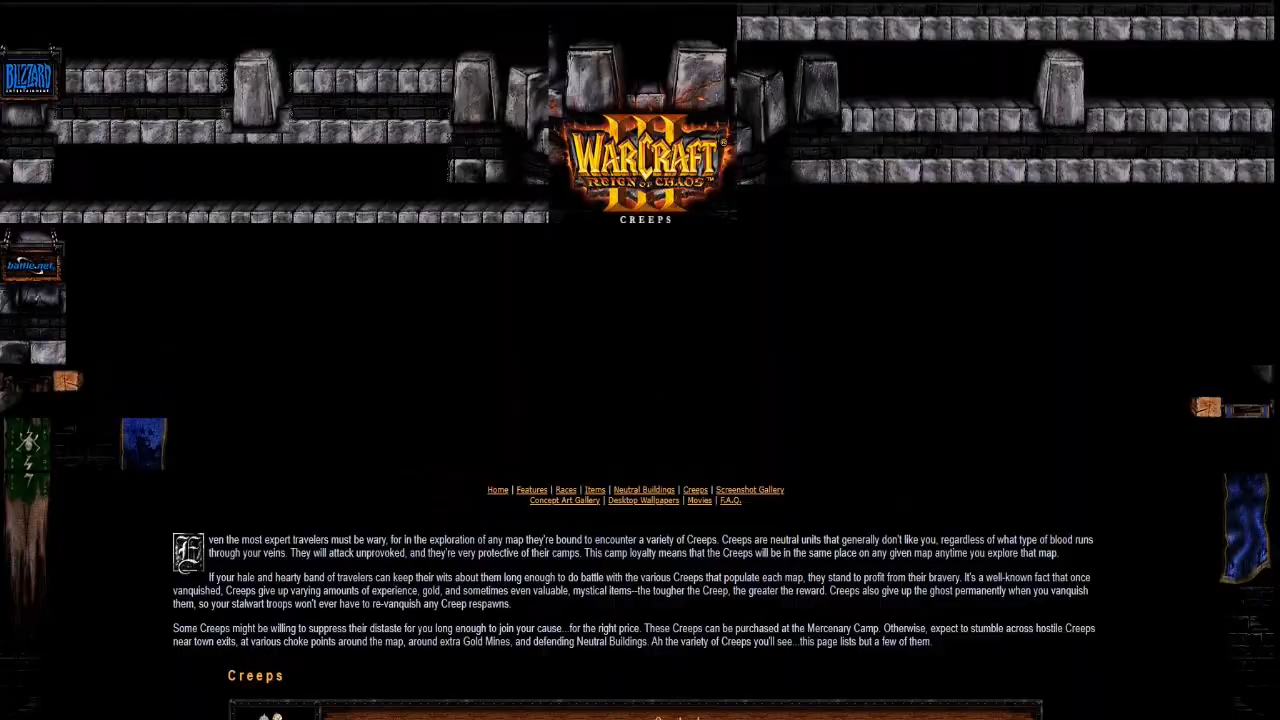 BLIZZARD
ENTERTAINMENT
WARCRAFT®
III
REIGN OF CHAOS™
CREEPS
battle.net
Home | Features | Races | Items | Neutral Buildings | Creeps | Screenshot Gallery
Concept Art Gallery | Desktop Wallpapers | Movies | F.A.Q.
Even the most expert travelers must be wary, for in the exploration of any map they're bound to encounter a variety of Creeps. Creeps are neutral units that generally don't like you, regardless of what type of blood runs
through your veins. They will attack unprovoked, and they're very protective of their camps. This camp loyalty means that the Creeps will be in the same place on any given map anytime you explore that map.
If your hale and hearty band of travelers can keep their wits about them long enough to do battle with the various Creeps that populate each map, they stand to profit from their bravery. It's a well-known fact that once
vanquished, Creeps give up varying amounts of experience, gold, and sometimes even valuable, mystical items--the tougher the Creep, the greater the reward. Creeps also give up the ghost permanently when you vanquish
them, so your stalwart troops won't ever have to re-vanquish any Creep respawns.
Some Creeps might be willing to suppress their distaste for you long enough to join your cause...for the right price. These Creeps can be purchased at the Mercenary Camp. Otherwise, expect to stumble across hostile Creeps
near town exits, at various choke points around the map, around extra Gold Mines, and defending Neutral Buildings. Ah the variety of Creeps you'll see...this page lists but a few of them.
Creeps